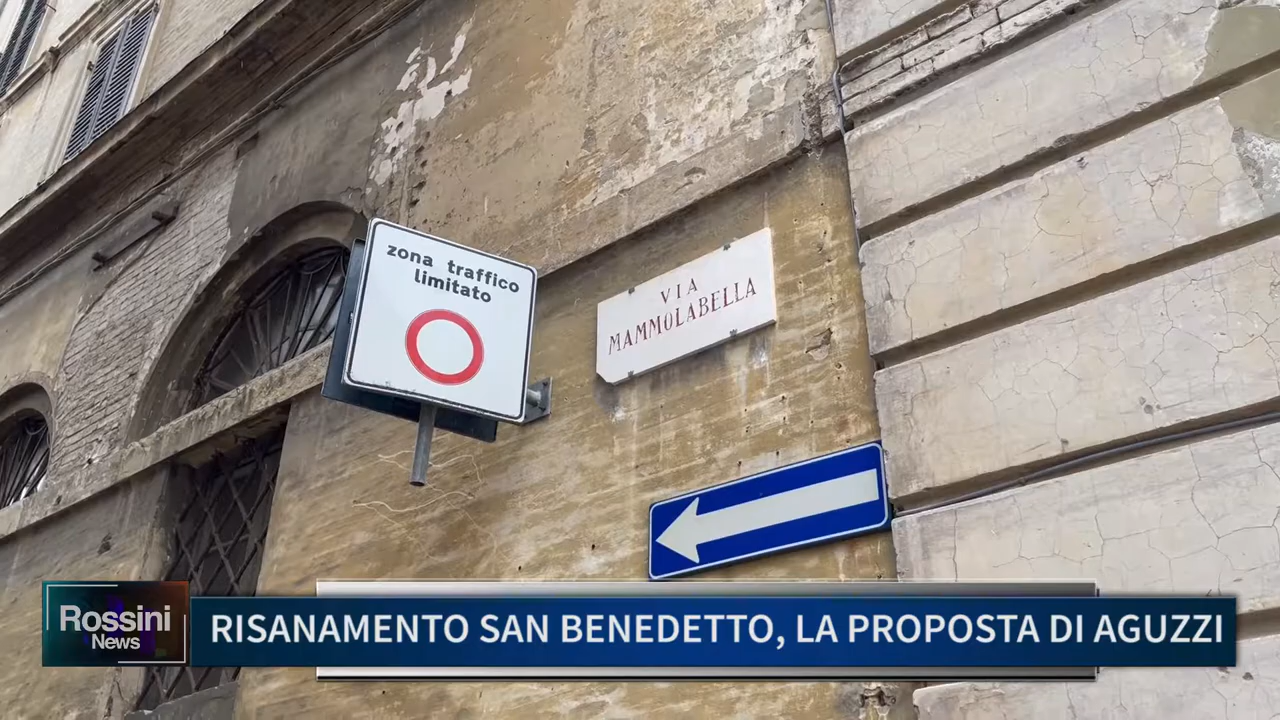 zona traffico
limitato
VIA
MAMMOLABELLA
Rossini
News
RISANAMENTO SAN BENEDETTO, LA PROPOSTA DI AGUZZI